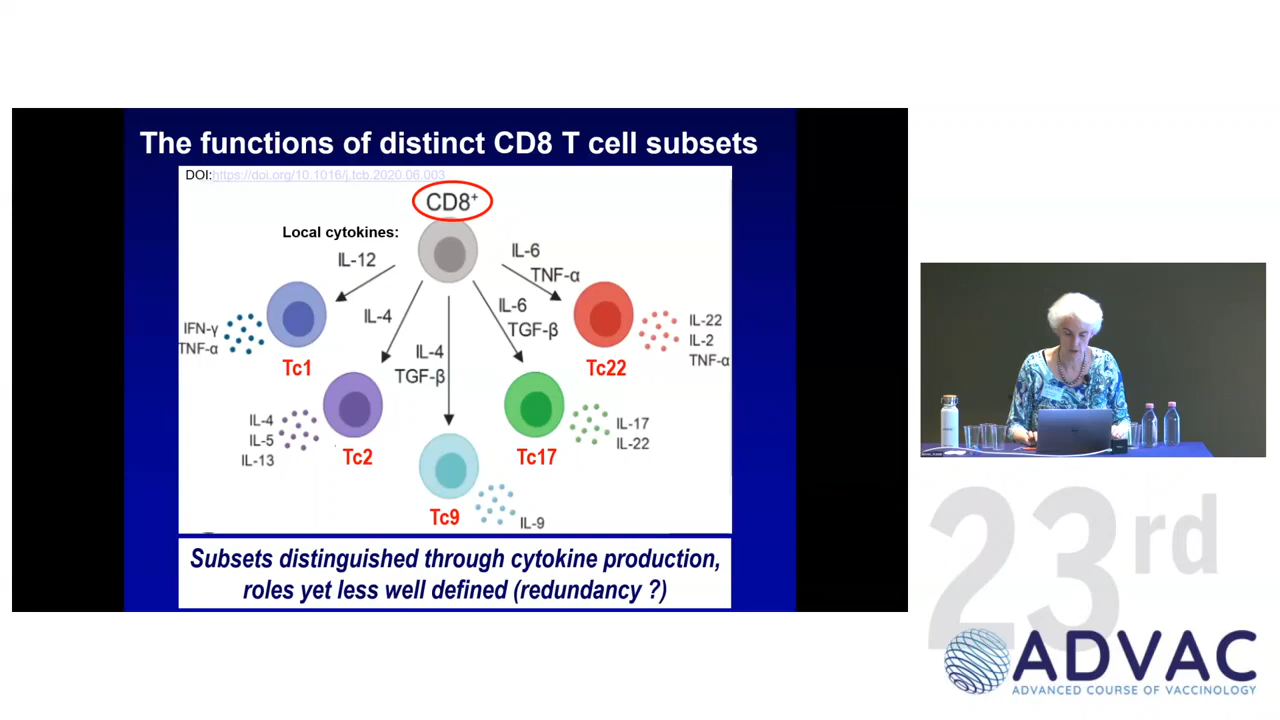 The functions of distinct CD8 T cell subsets
DOI:https://doi.org/10.1016/j.tcb.2020.06.003
CD8⁺
Local cytokines:
IL-12
IL-6
TNF-α
IL-4
IL-6
TGF-β
IL-4
TGF-β
IFN-γ
TNF-α
Tc1
IL-22
IL-2
TNF-α
Tc22
IL-4
IL-5
IL-13
Tc2
IL-17
IL-22
Tc17
Tc9
IL-9
Subsets distinguished through cytokine production,
roles yet less well defined (redundancy ?)
23rd
ADVAC
ADVANCED COURSE OF VACCINOLOGY